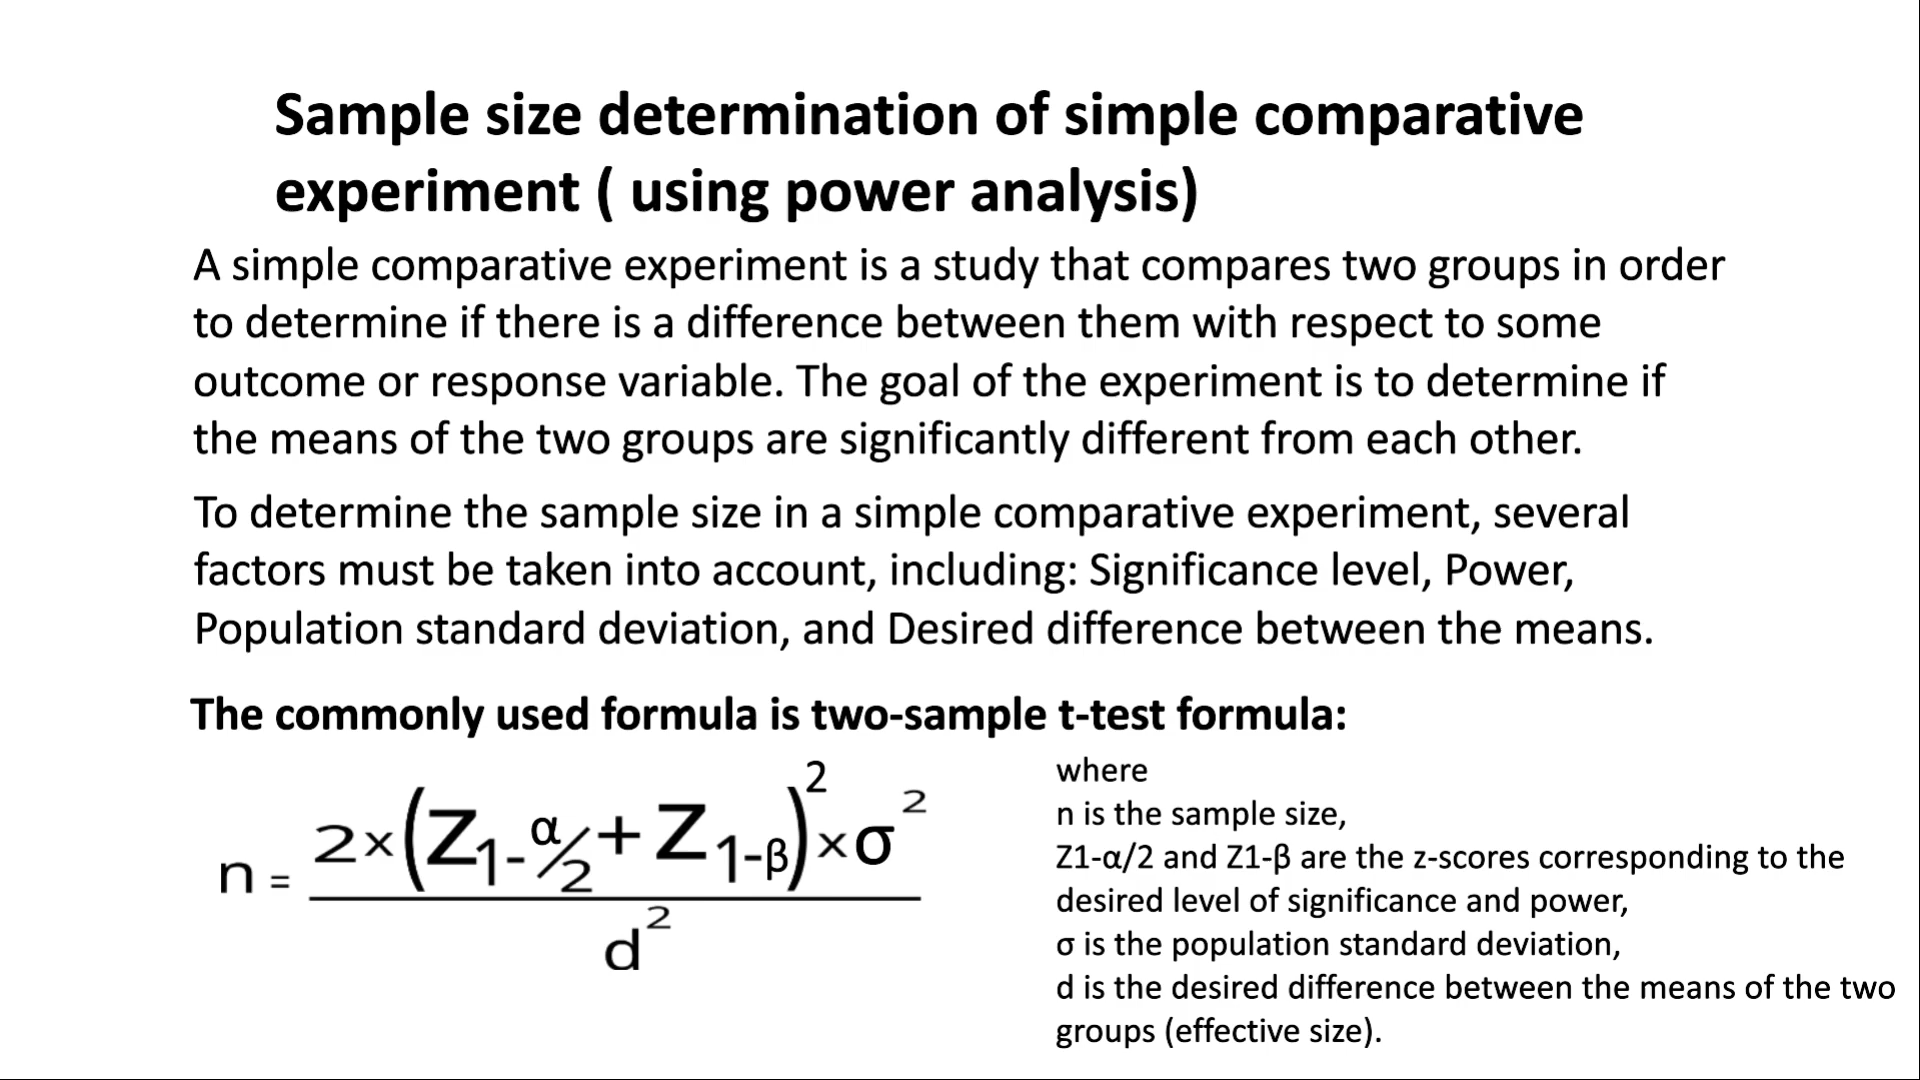 Sample size determination of simple comparative
experiment ( using power analysis)
A simple comparative experiment is a study that compares two groups in order
to determine if there is a difference between them with respect to some
outcome or response variable. The goal of the experiment is to determine if
the means of the two groups are significantly different from each other.
To determine the sample size in a simple comparative experiment, several
factors must be taken into account, including: Significance level, Power,
Population standard deviation, and Desired difference between the means.
The commonly used formula is two-sample t-test formula:
n = 2×(Z1-α/2+Z1-β)²×σ² / d²
where
n is the sample size,
Z1-α/2 and Z1-β are the z-scores corresponding to the
desired level of significance and power,
σ is the population standard deviation,
d is the desired difference between the means of the two
groups (effective size).